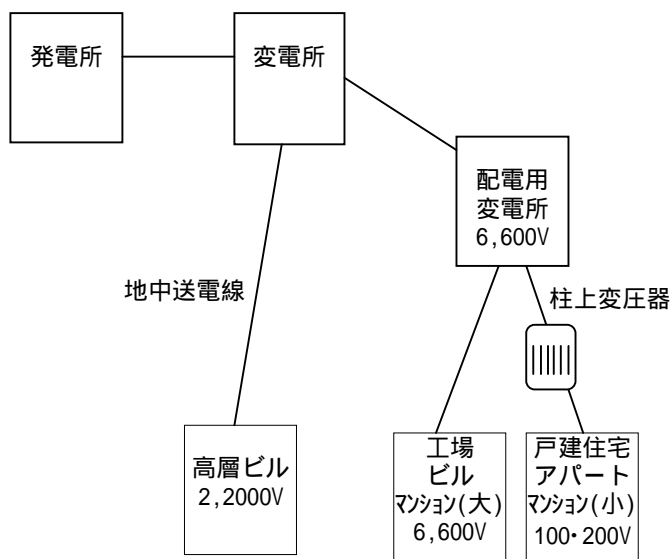 発電所
変電所
配電用
変電所
6,600V
地中送電線
柱上変圧器
高層ビル
2,2000V
工場
ビル
ﾏﾝｼｮﾝ(大)
6,600V
戸建住宅
アパート
ﾏﾝｼｮﾝ(小)
100・200V